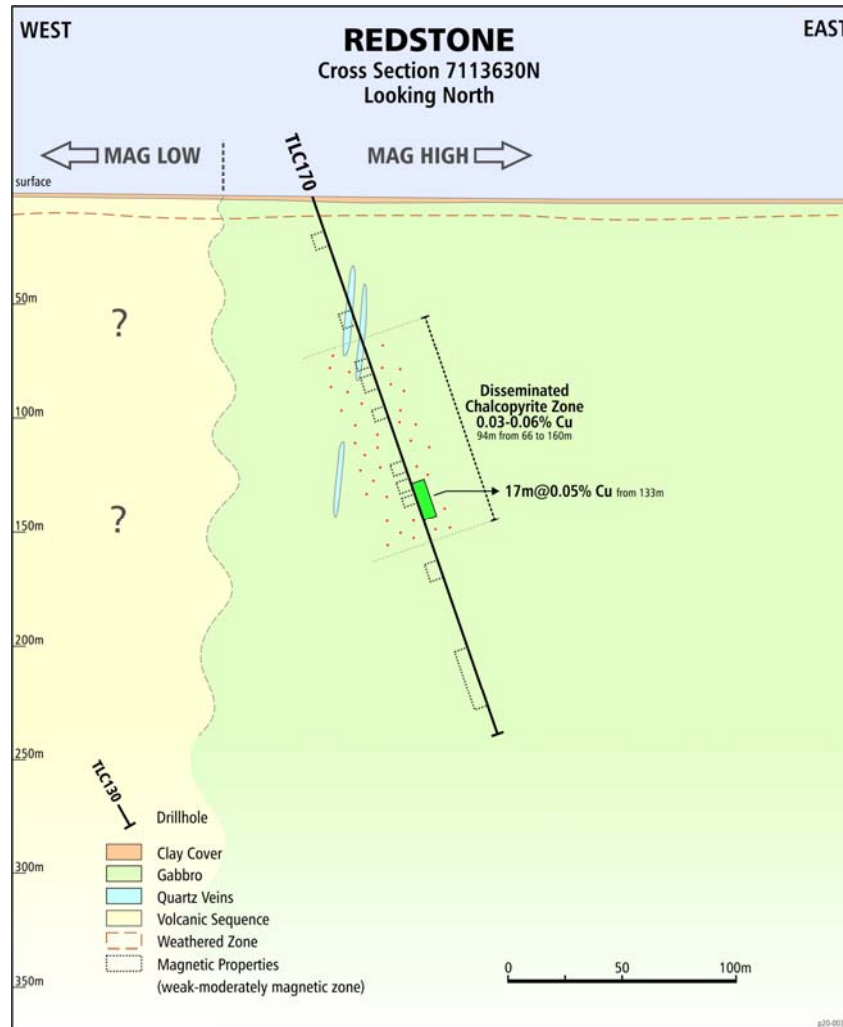 WEST
REDSTONE
EAST
Cross Section 7113630N
Looking North
MAG LOW
TLC170
MAG HIGH
surface
50m
?
Disseminated
Chalcopyrite Zone
0.03-0.06% Cu
94m from 66 to 160m
100m
17m@0.05% Cu from 133m
?
150m
200m
250m
TLC130
Drillhole
Clay Cover
Gabbro
300m
Quartz Veins
Volcanic Sequence
Weathered Zone
Magnetic Properties
(weak-moderately magnetic zone)
350m
0 50 100m